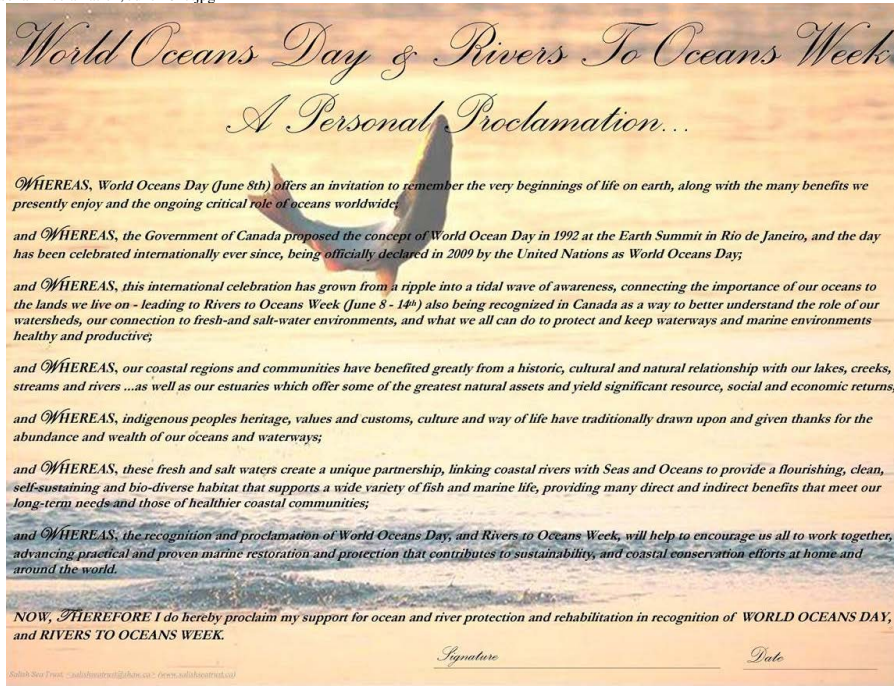 World Oceans Day & Rivers To Oceans Week
A Personal Proclamation...
WHEREAS, World Oceans Day (June 8th) offers an invitation to remember the very beginnings of life on earth, along with the many benefits we
presently enjoy and the ongoing critical role of oceans worldwide;
and WHEREAS, the Government of Canada proposed the concept of World Ocean Day in 1992 at the Earth Summit in Rio de Janeiro, and the day
has been celebrated internationally ever since, being officially declared in 2009 by the United Nations as World Oceans Day;
and WHEREAS, this international celebration has grown from a ripple into a tidal wave of awareness, connecting the importance of our oceans to
the lands we live on - leading to Rivers to Oceans Week (June 8 - 14th) also being recognized in Canada as a way to better understand the role of our
watersheds, our connection to fresh-and salt-water environments, and what we all can do to protect and keep waterways and marine environments
healthy and productive;
and WHEREAS, our coastal regions and communities have benefited greatly from a historic, cultural and natural relationship with our lakes, creeks,
streams and rivers ...as well as our estuaries which offer some of the greatest natural assets and yield significant resource, social and economic returns,
and WHEREAS, indigenous peoples heritage, values and customs, culture and way of life have traditionally drawn upon and given thanks for the
abundance and wealth of our oceans and waterways;
and WHEREAS, these fresh and salt waters create a unique partnership, linking coastal rivers with Seas and Oceans to provide a flourishing, clean,
self-sustaining and bio-diverse habitat that supports a wide variety of fish and marine life, providing many direct and indirect benefits that meet our
long-term needs and those of healthier coastal communities;
and WHEREAS, the recognition and proclamation of World Oceans Day, and Rivers to Oceans Week, will help to encourage us all to work together,
advancing practical and proven marine restoration and protection that contributes to sustainability, and coastal conservation efforts at home and
around the world.
NOW, THEREFORE I do hereby proclaim my support for ocean and river protection and rehabilitation in recognition of WORLD OCEANS DAY,
and RIVERS TO OCEANS WEEK.
Signature Date
Salish Sea Trust, ~salishseatrust@shaw.ca ~ (www.salishseatrust.ca)